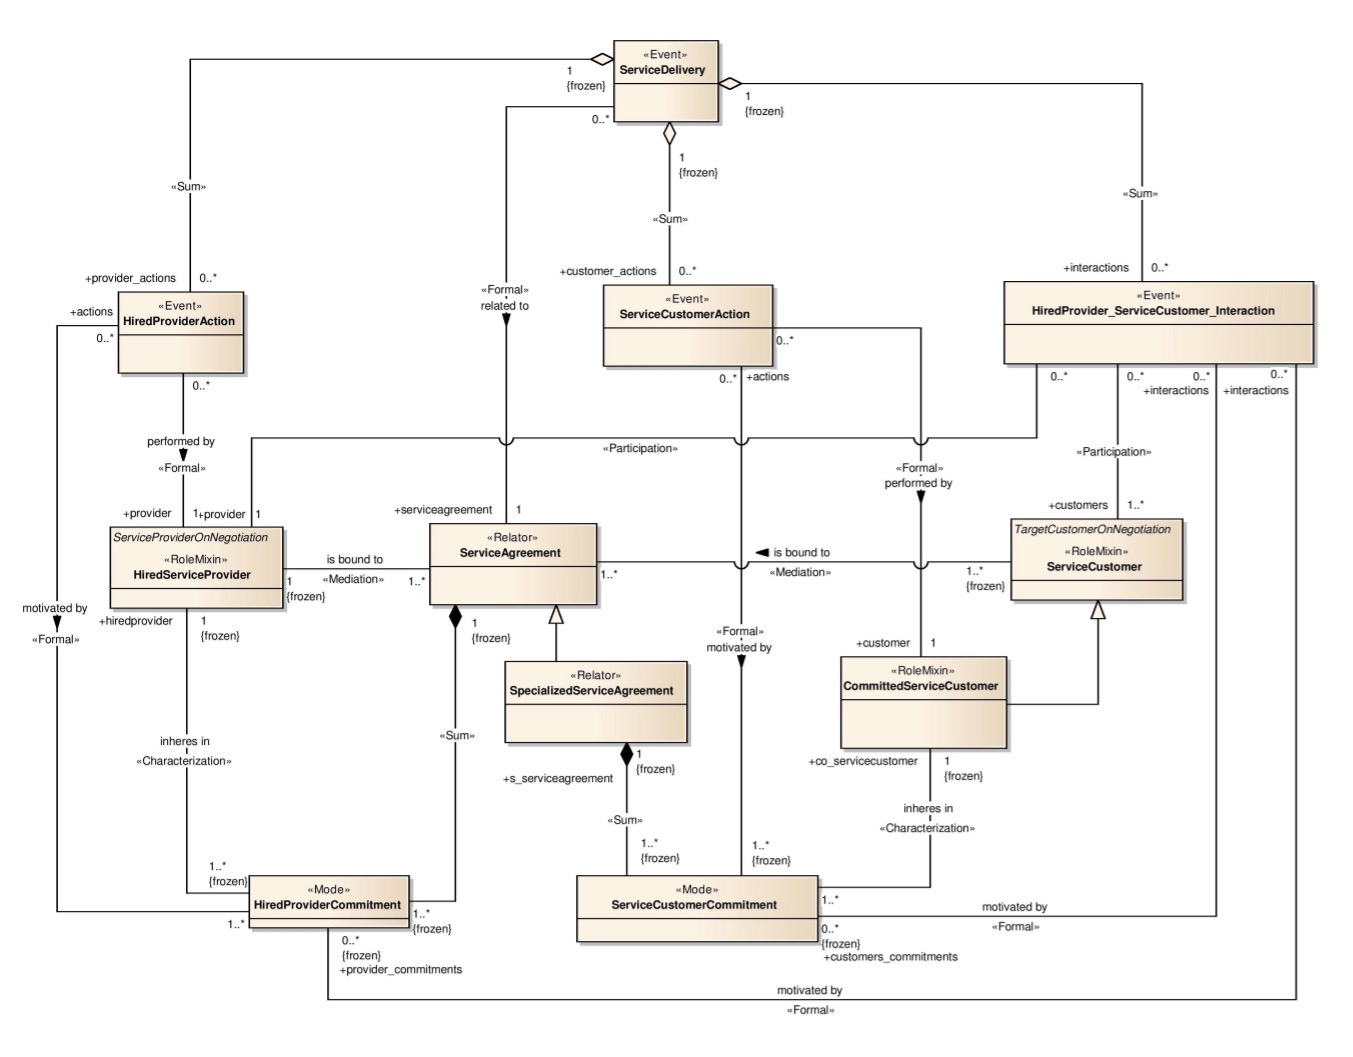 «Event»
ServiceDelivery
1
{frozen}
1
{frozen}
0..*
1
{frozen}
«Sum»
«Sum»
«Sum»
+provider_actions 0..*
+customer_actions 0..*
+interactions 0..*
«Formal»
related to
«Event»
HiredProviderAction
+actions
0..*
0..*
«Event»
ServiceCustomerAction
0..*
0..* +actions
«Event»
HiredProvider_ServiceCustomer_Interaction
0..*
0..*
0..*
+interactions
0..*
+interactions
performed by
«Formal»
«Participation»
«Participation»
«Formal»
performed by
+provider 1
+provider 1
+serviceagreement 1
+customers 1..*
ServiceProviderOnNegotiation
«RoleMixin»
HiredServiceProvider
1
{frozen}
is bound to
«Mediation»
1..*
«Relator»
ServiceAgreement
1..*
is bound to
«Mediation»
1..*
{frozen}
TargetCustomerOnNegotiation
«RoleMixin»
ServiceCustomer
motivated by
«Formal»
+hiredprovider 1
{frozen}
1
{frozen}
«Formal»
motivated by
+customer 1
«Relator»
SpecializedServiceAgreement
«RoleMixin»
CommittedServiceCustomer
inheres in
«Characterization»
«Sum»
1
{frozen}
+s_serviceagreement
+co_servicecustomer 1
{frozen}
inheres in
«Characterization»
«Sum»
1..*
{frozen}
1..*
{frozen}
1..*
{frozen}
«Mode»
HiredProviderCommitment
1..*
1..*
{frozen}
0..*
{frozen}
+provider_commitments
«Mode»
ServiceCustomerCommitment
1..*
0..*
{frozen}
+customers_commitments
motivated by
«Formal»
motivated by
«Formal»